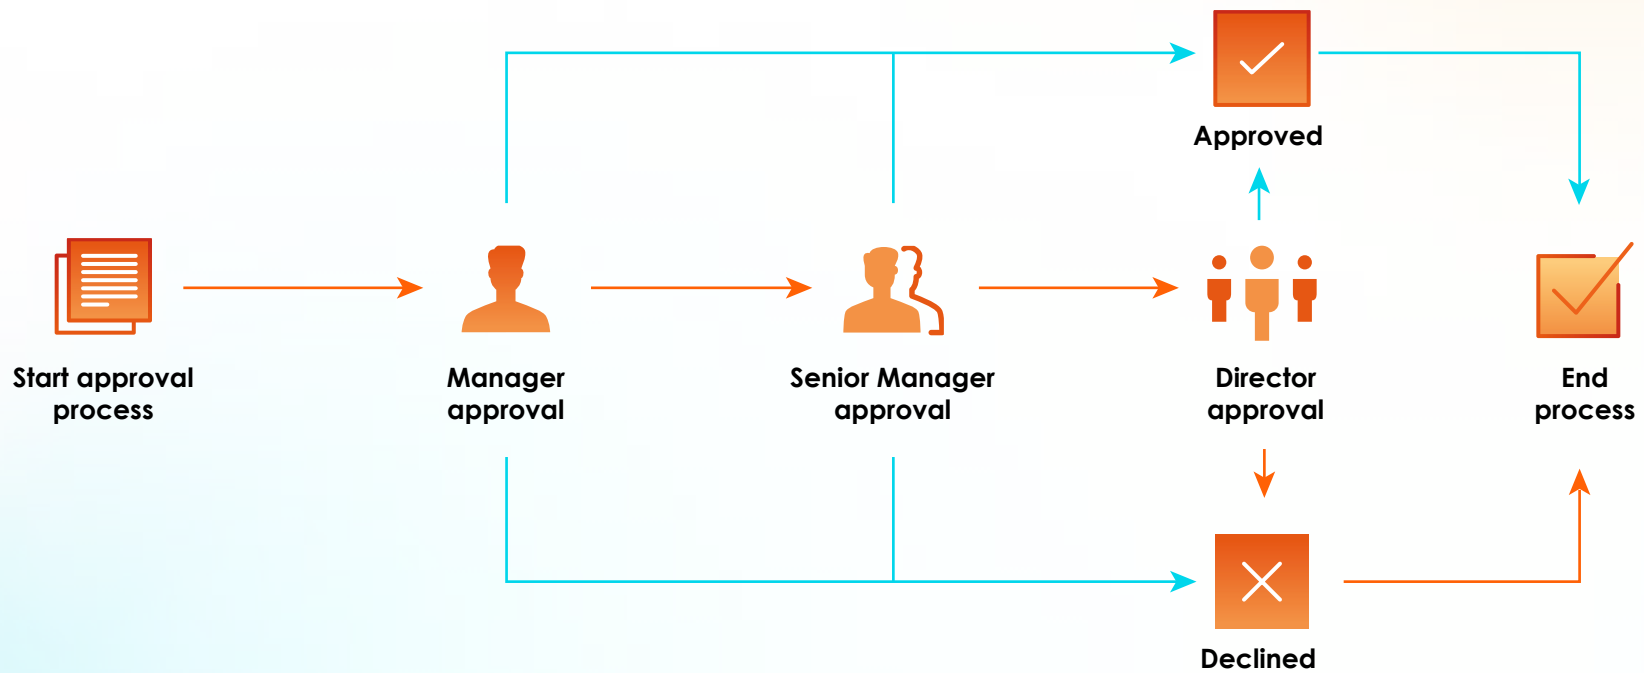 Approved
Start approval
process
Manager
approval
Senior Manager
approval
Director
approval
End
process
Declined